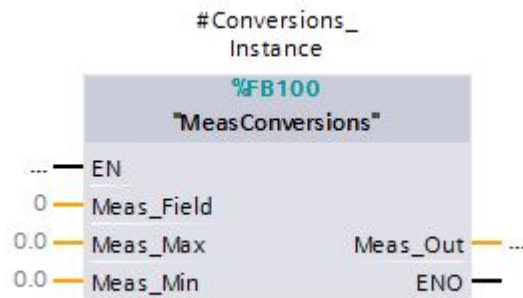 #Conversions_
Instance
%FB100
"MeasConversions"
... EN
0 Meas_Field
0.0 Meas_Max Meas_Out ...
0.0 Meas_Min ENO